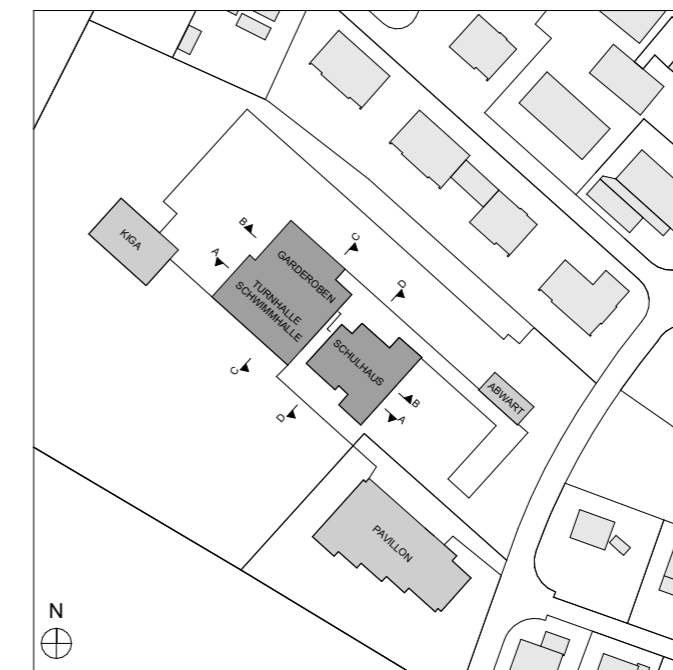 KIGA
B
A
GARDEROBEN
TURNHALLE
SCHWIMMHALLE
C
D
SCHULHAUS
C
D
B
A
ABWART
PAVILLON
N